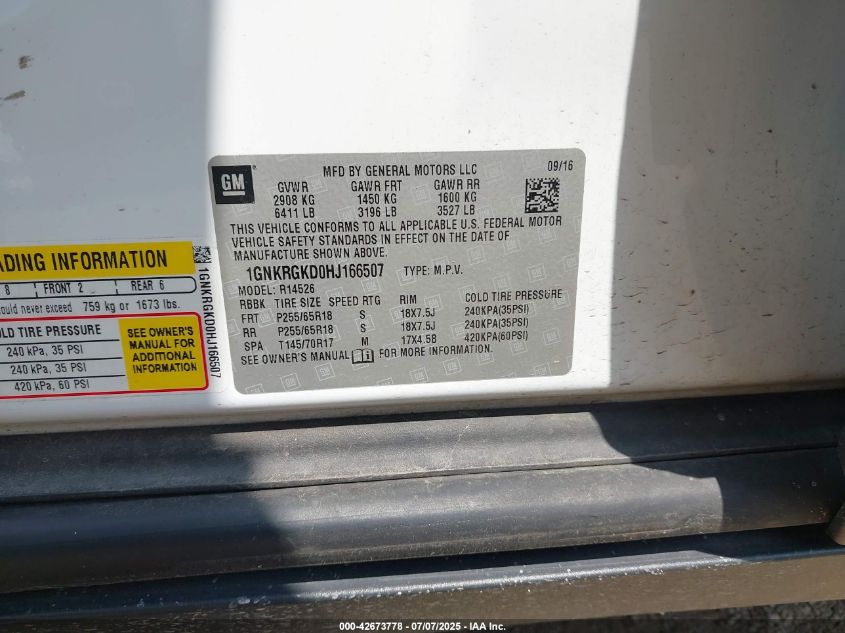 GM
MFD BY GENERAL MOTORS LLC 09/16
GVWR GAWR FRT GAWR RR
2908 KG 1450 KG 1600 KG
6411 LB 3196 LB 3527 LB
THIS VEHICLE CONFORMS TO ALL APPLICABLE U.S. FEDERAL MOTOR
VEHICLE SAFETY STANDARDS IN EFFECT ON THE DATE OF
MANUFACTURE SHOWN ABOVE.
1GNKRGKD0HJ166507 TYPE: M.P.V.
MODEL: R14526
RBBK TIRE SIZE SPEED RTG RIM COLD TIRE PRESSURE
FRT P255/65R18 S 18X7.5J 240KPA(35PSI)
RR P255/65R18 S 18X7.5J 240KPA(35PSI)
SPA T145/70R17 M 17X4.5B 420KPA(60PSI)
SEE OWNER'S MANUAL FOR MORE INFORMATION.
ADING INFORMATION
8 FRONT 2 REAR 6
ould never exceed 759 kg or 1673 lbs.
OLD TIRE PRESSURE
240 kPa, 35 PSI
240 kPa, 35 PSI
420 kPa, 60 PSI
SEE OWNER'S
MANUAL FOR
ADDITIONAL
INFORMATION
1GNKRGKD0HJ166507
000-42673778 - 07/07/2025 - IAA Inc.